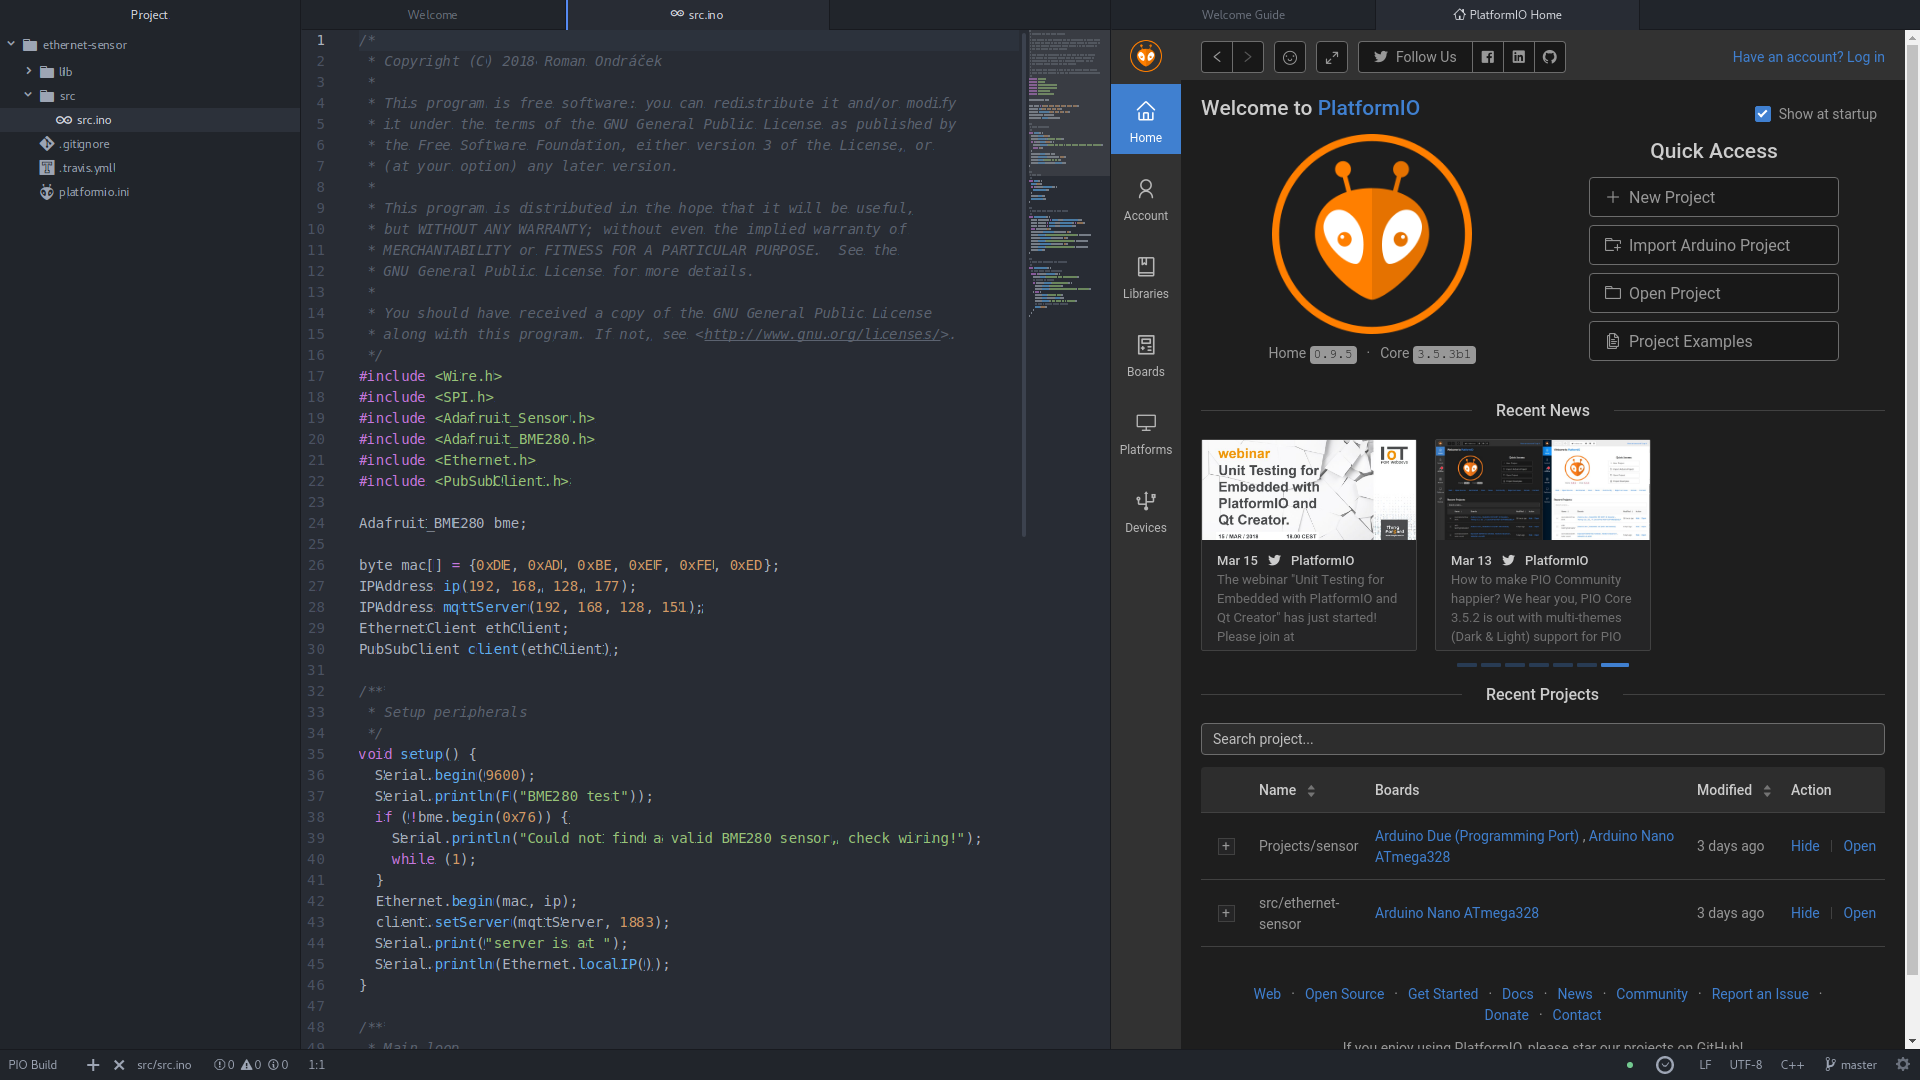 Project
Welcome
src.ino
Welcome Guide
PlatformIO Home
ethernet-sensor
lib
src
src.ino
.gitignore
.travis.yml
platformio.ini
1 /*
2  * Copyright (C) 2018 Roman Ondráček
3  *
4  * This program is free software: you can redistribute it and/or modify
5  * it under the terms of the GNU General Public License as published by
6  * the Free Software Foundation, either version 3 of the License, or
7  * (at your option) any later version.
8  *
9  * This program is distributed in the hope that it will be useful,
10  * but WITHOUT ANY WARRANTY; without even the implied warranty of
11  * MERCHANTABILITY or FITNESS FOR A PARTICULAR PURPOSE.  See the
12  * GNU General Public License for more details.
13  *
14  * You should have received a copy of the GNU General Public License
15  * along with this program. If not, see <http://www.gnu.org/licenses/>.
16  */
17 #include <Wire.h>
18 #include <SPI.h>
19 #include <Adafruit_Sensor.h>
20 #include <Adafruit_BME280.h>
21 #include <Ethernet.h>
22 #include <PubSubClient.h>
23
24 Adafruit_BME280 bme;
25
26 byte mac[] = {0xDE, 0xAD, 0xBE, 0xEF, 0xFE, 0xED};
27 IPAddress ip(192, 168, 128, 177);
28 IPAddress mqttServer(192, 168, 128, 151);
29 EthernetClient ethClient;
30 PubSubClient client(ethClient);
31
32 /**
33  * Setup peripherals
34  */
35 void setup() {
36   Serial.begin(9600);
37   Serial.println(F("BME280 test"));
38   if (!bme.begin(0x76)) {
39     Serial.println("Could not find a valid BME280 sensor, check wiring!");
40     while (1);
41   }
42   Ethernet.begin(mac, ip);
43   client.setServer(mqttServer, 1883);
44   Serial.print("server is at ");
45   Serial.println(Ethernet.localIP());
46 }
47
48 /**
49  * Main loop
Follow Us
Have an account? Log in
Home
Account
Libraries
Boards
Platforms
Devices
Welcome to PlatformIO
Show at startup
Quick Access
New Project
Import Arduino Project
Open Project
Project Examples
Home 0.9.5 · Core 3.5.3b1
Recent News
webinar
Unit Testing for
Embedded with
PlatformIO and
Qt Creator.
15 / MAR / 2018 18.00 CEST
IoT
Mar 15 PlatformIO
The webinar "Unit Testing for
Embedded with PlatformIO and
Qt Creator" has just started!
Please join at
Mar 13 PlatformIO
How to make PIO Community
happier? We hear you, PIO Core
3.5.2 is out with multi-themes
(Dark & Light) support for PIO
Recent Projects
Search project...
Name Boards Modified Action
Projects/sensor Arduino Due (Programming Port) , Arduino Nano ATmega328 3 days ago Hide Open
src/ethernet-sensor Arduino Nano ATmega328 3 days ago Hide Open
Web · Open Source · Get Started · Docs · News · Community · Report an Issue ·
Donate · Contact
If you enjoy using PlatformIO, please star our projects on GitHub!
PIO Build
src/src.ino
0 0 0
1:1
LF
UTF-8
C++
master